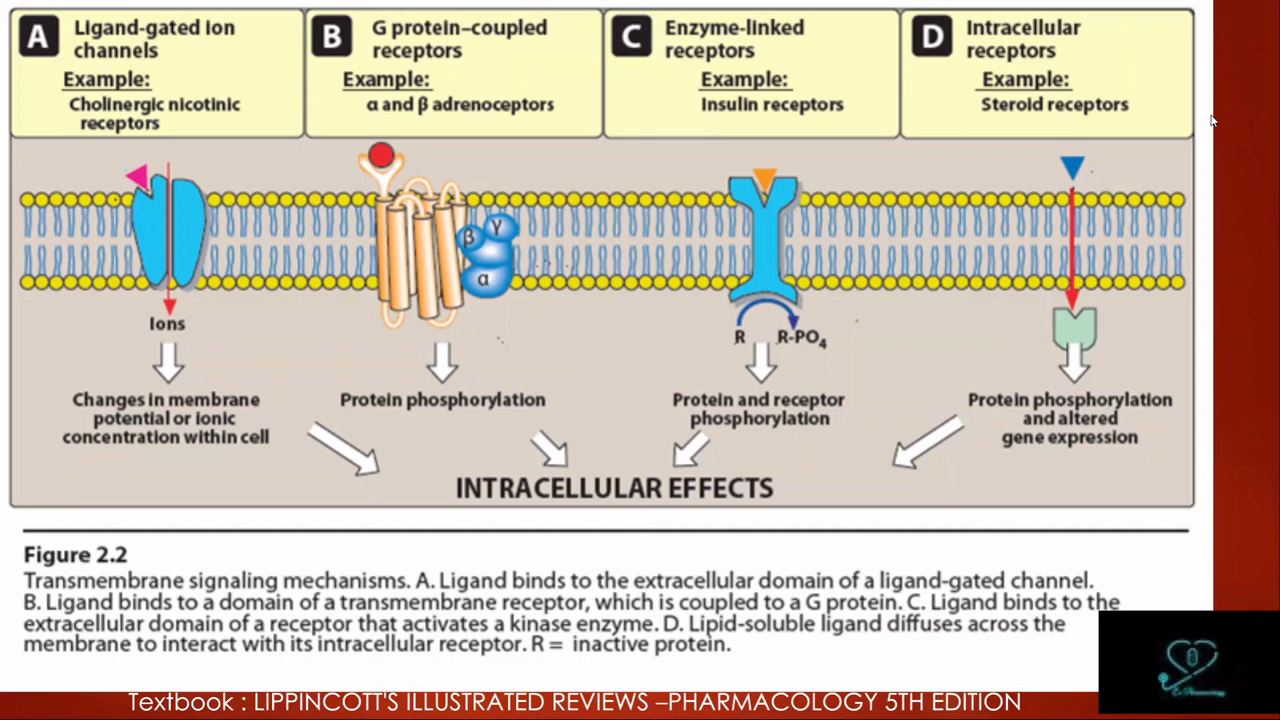 A
Ligand-gated ion
channels
Example:
Cholinergic nicotinic
receptors
B
G protein–coupled
receptors
Example:
α and β adrenoceptors
C
Enzyme-linked
receptors
Example:
Insulin receptors
D
Intracellular
receptors
Example:
Steroid receptors
β
γ
α
Ions
R
R-PO4
Changes in membrane
potential or ionic
concentration within cell
Protein phosphorylation
Protein and receptor
phosphorylation
Protein phosphorylation
and altered
gene expression
INTRACELLULAR EFFECTS
Figure 2.2
Transmembrane signaling mechanisms. A. Ligand binds to the extracellular domain of a ligand-gated channel.
B. Ligand binds to a domain of a transmembrane receptor, which is coupled to a G protein. C. Ligand binds to the
extracellular domain of a receptor that activates a kinase enzyme. D. Lipid-soluble ligand diffuses across the
membrane to interact with its intracellular receptor. R = inactive protein.
Textbook : LIPPINCOTT'S ILLUSTRATED REVIEWS –PHARMACOLOGY 5TH EDITION